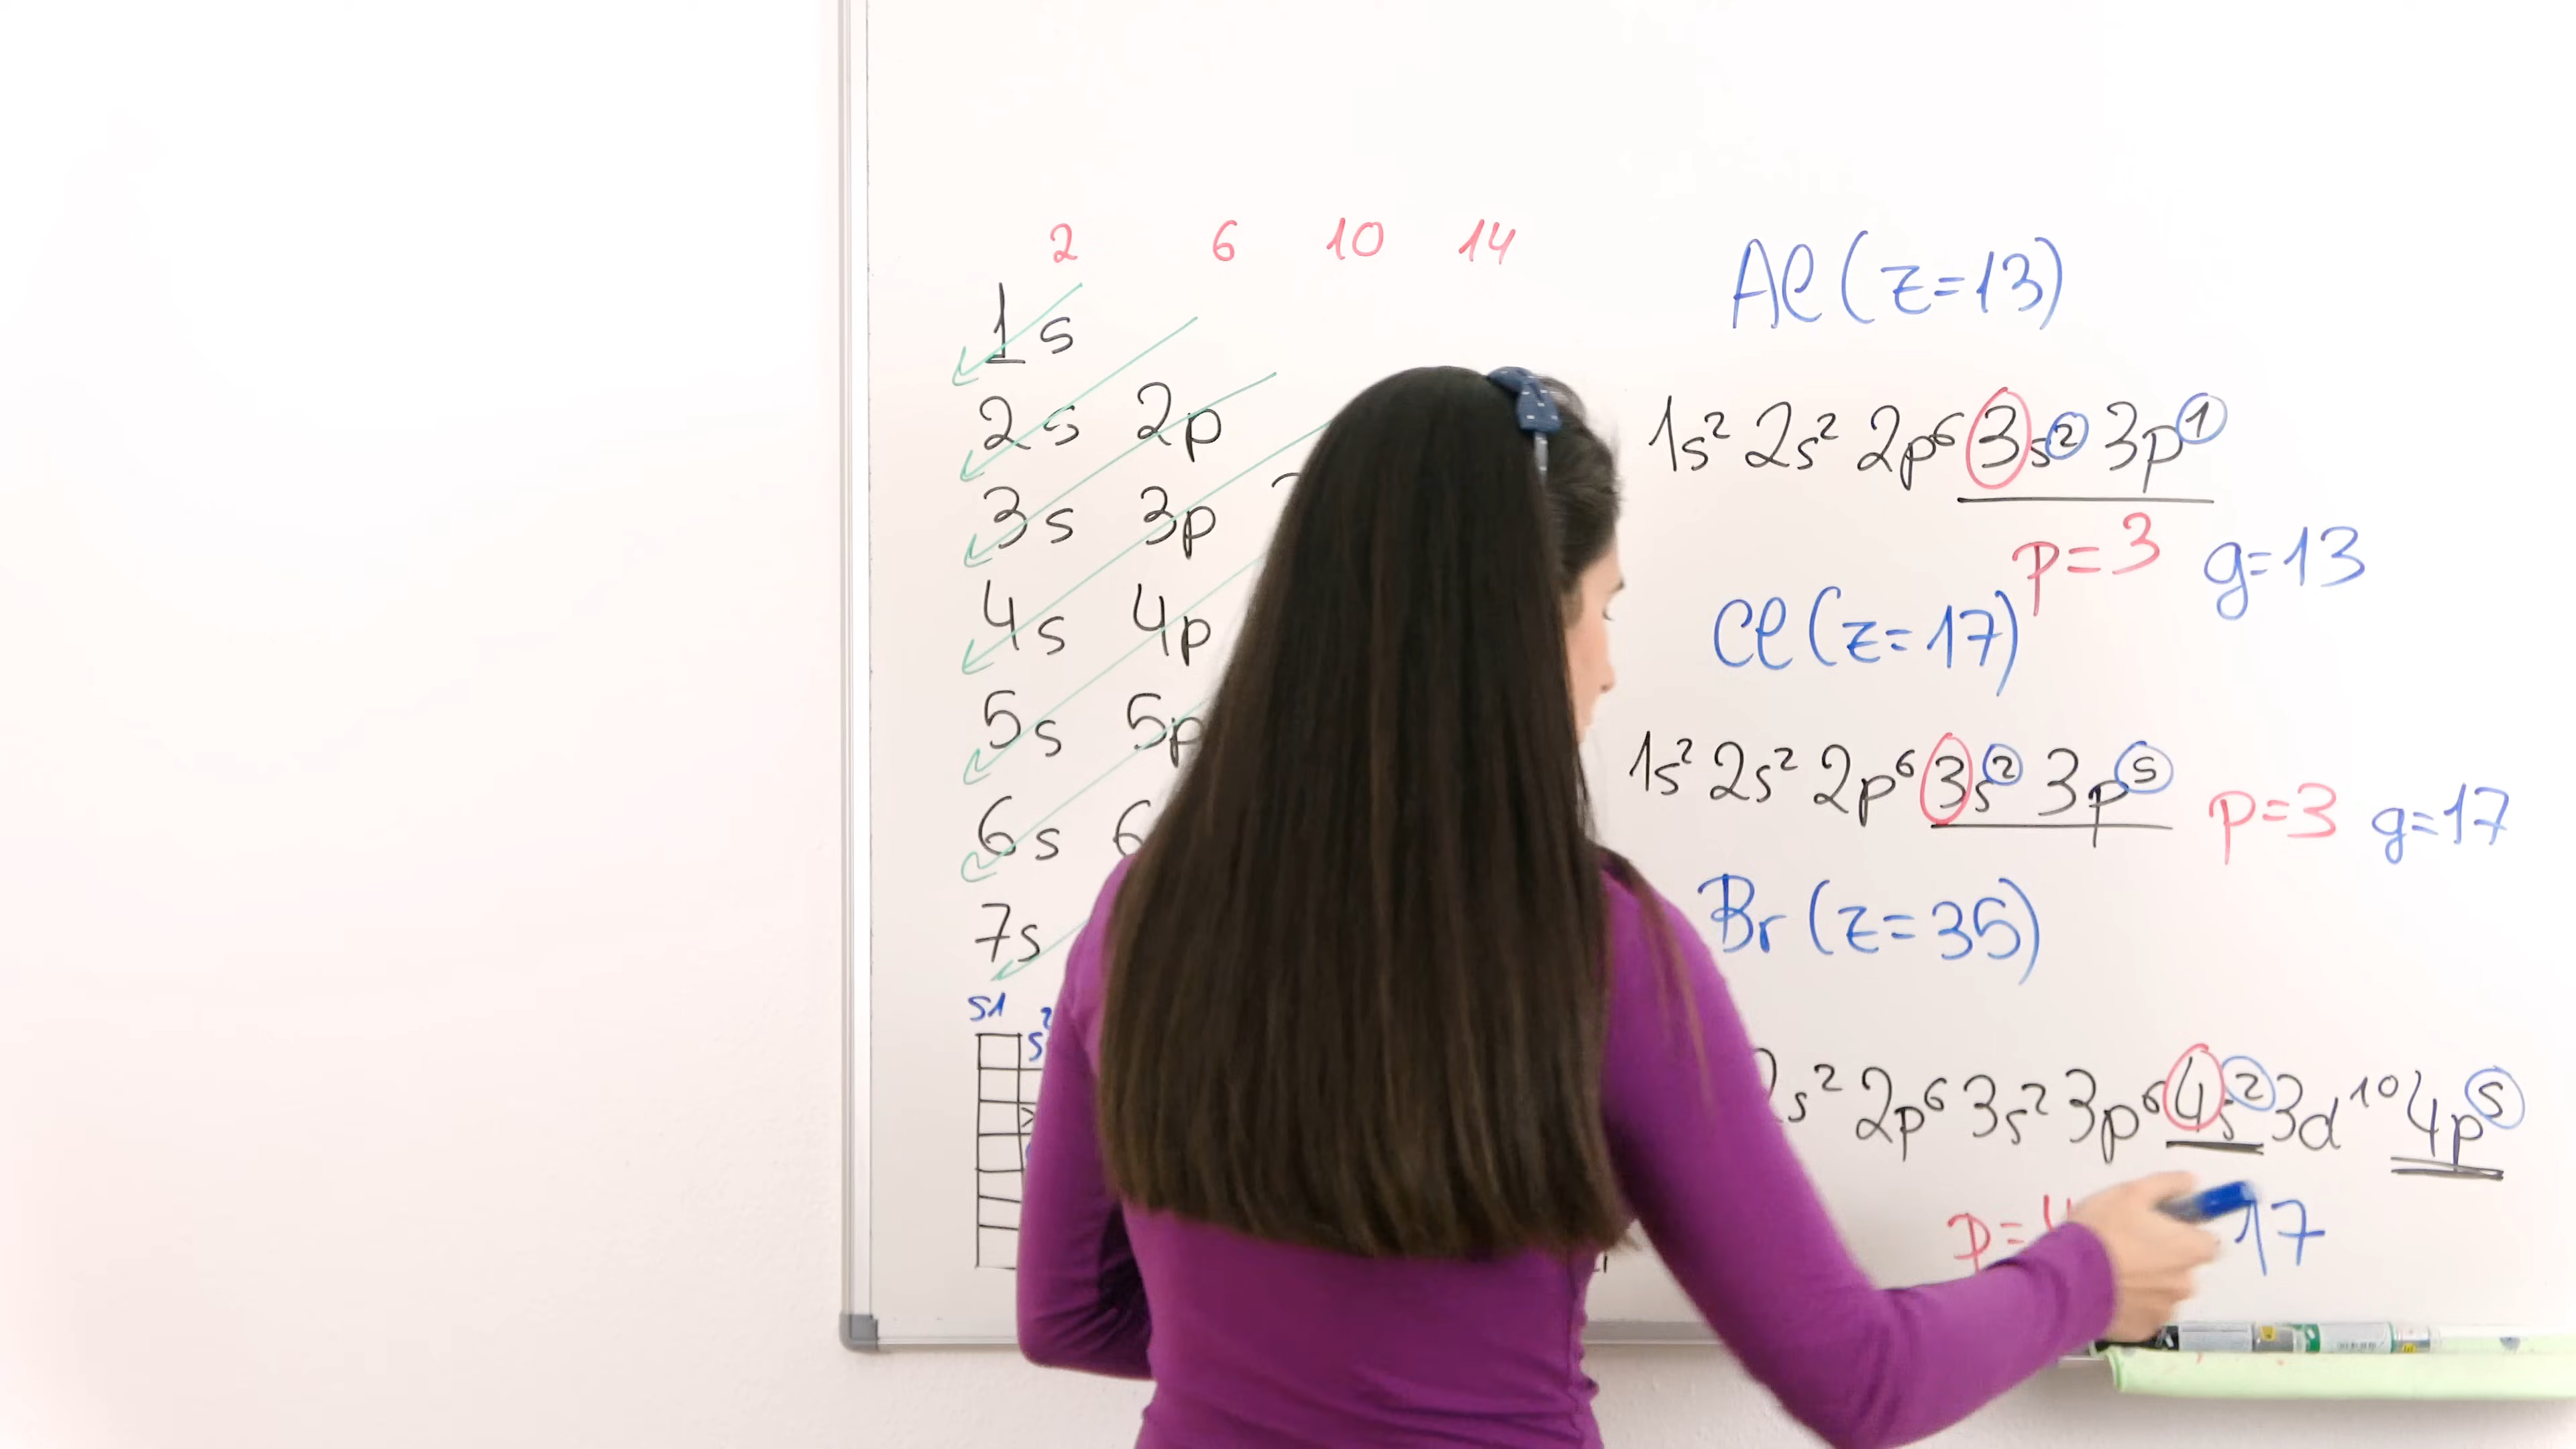 2 6 10 14
1s
2s 2p
3s 3p
4s 4p
5s 5p
6s 6
7s
s1
s²
Al (z=13)
1s² 2s² 2p⁶ 3s² 3p¹
p=3 g=13
Cl (z=17)
1s² 2s² 2p⁶ 3s² 3p⁵
p=3 g=17
Br (z=35)
2s² 2p⁶ 3s² 3p⁶ 4s² 3d¹⁰ 4p⁵
p=4 17